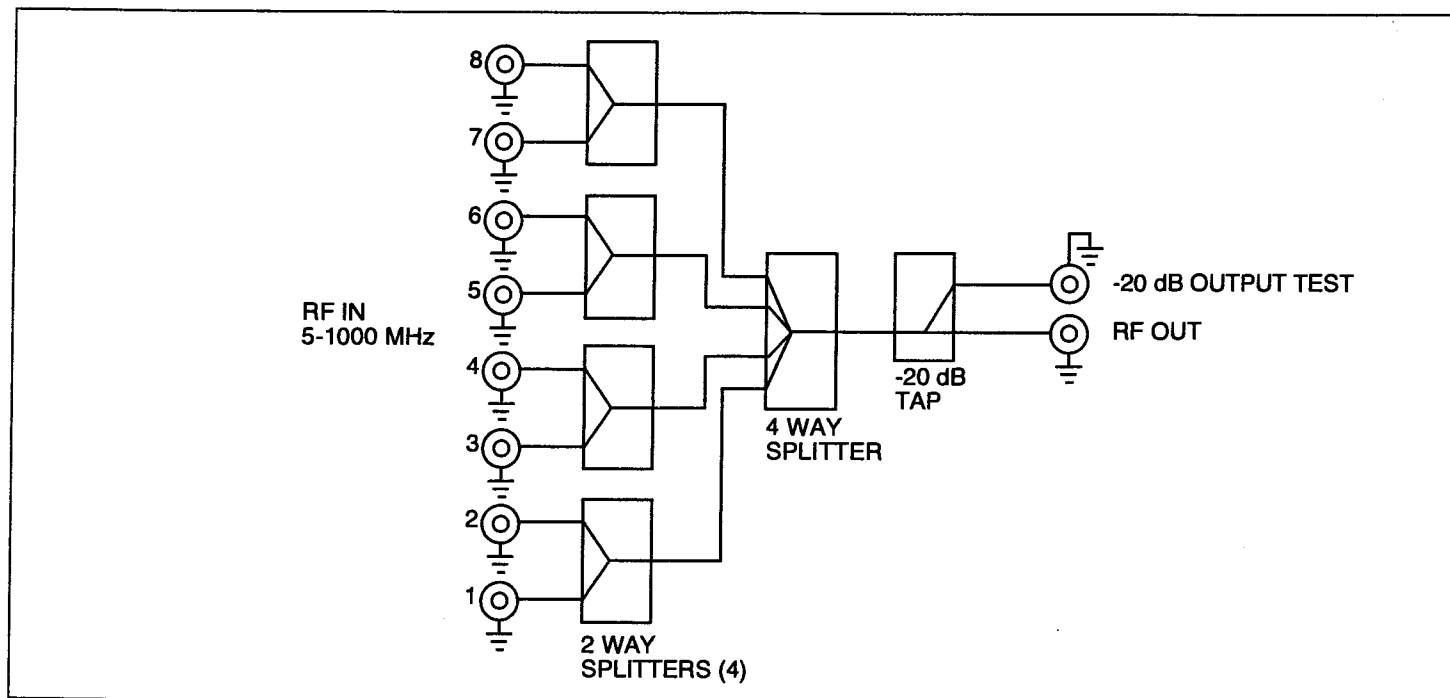 8
7
6
5
RF IN
5-1000 MHz
4
3
2
1
2 WAY
SPLITTERS (4)
4 WAY
SPLITTER
-20 dB
TAP
-20 dB OUTPUT TEST
RF OUT